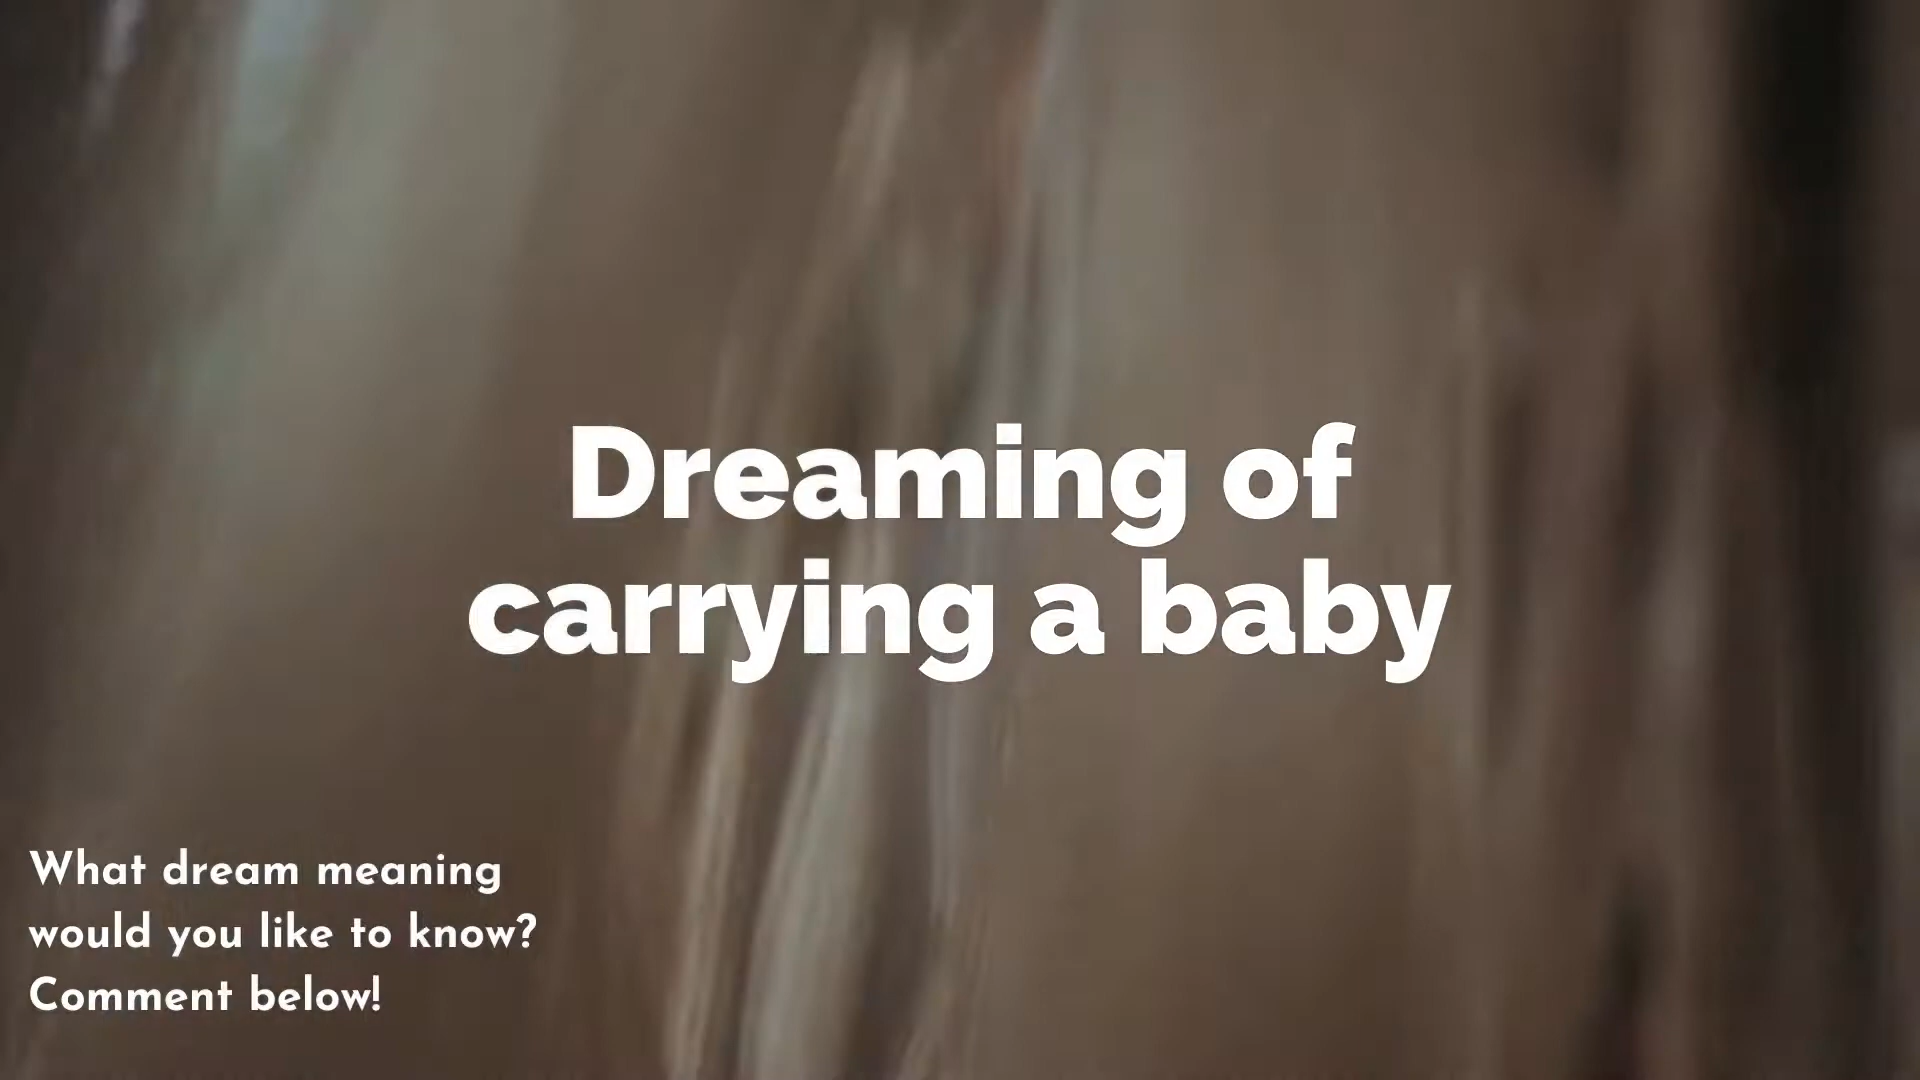 Dreaming of
carrying a baby
What dream meaning
would you like to know?
Comment below!